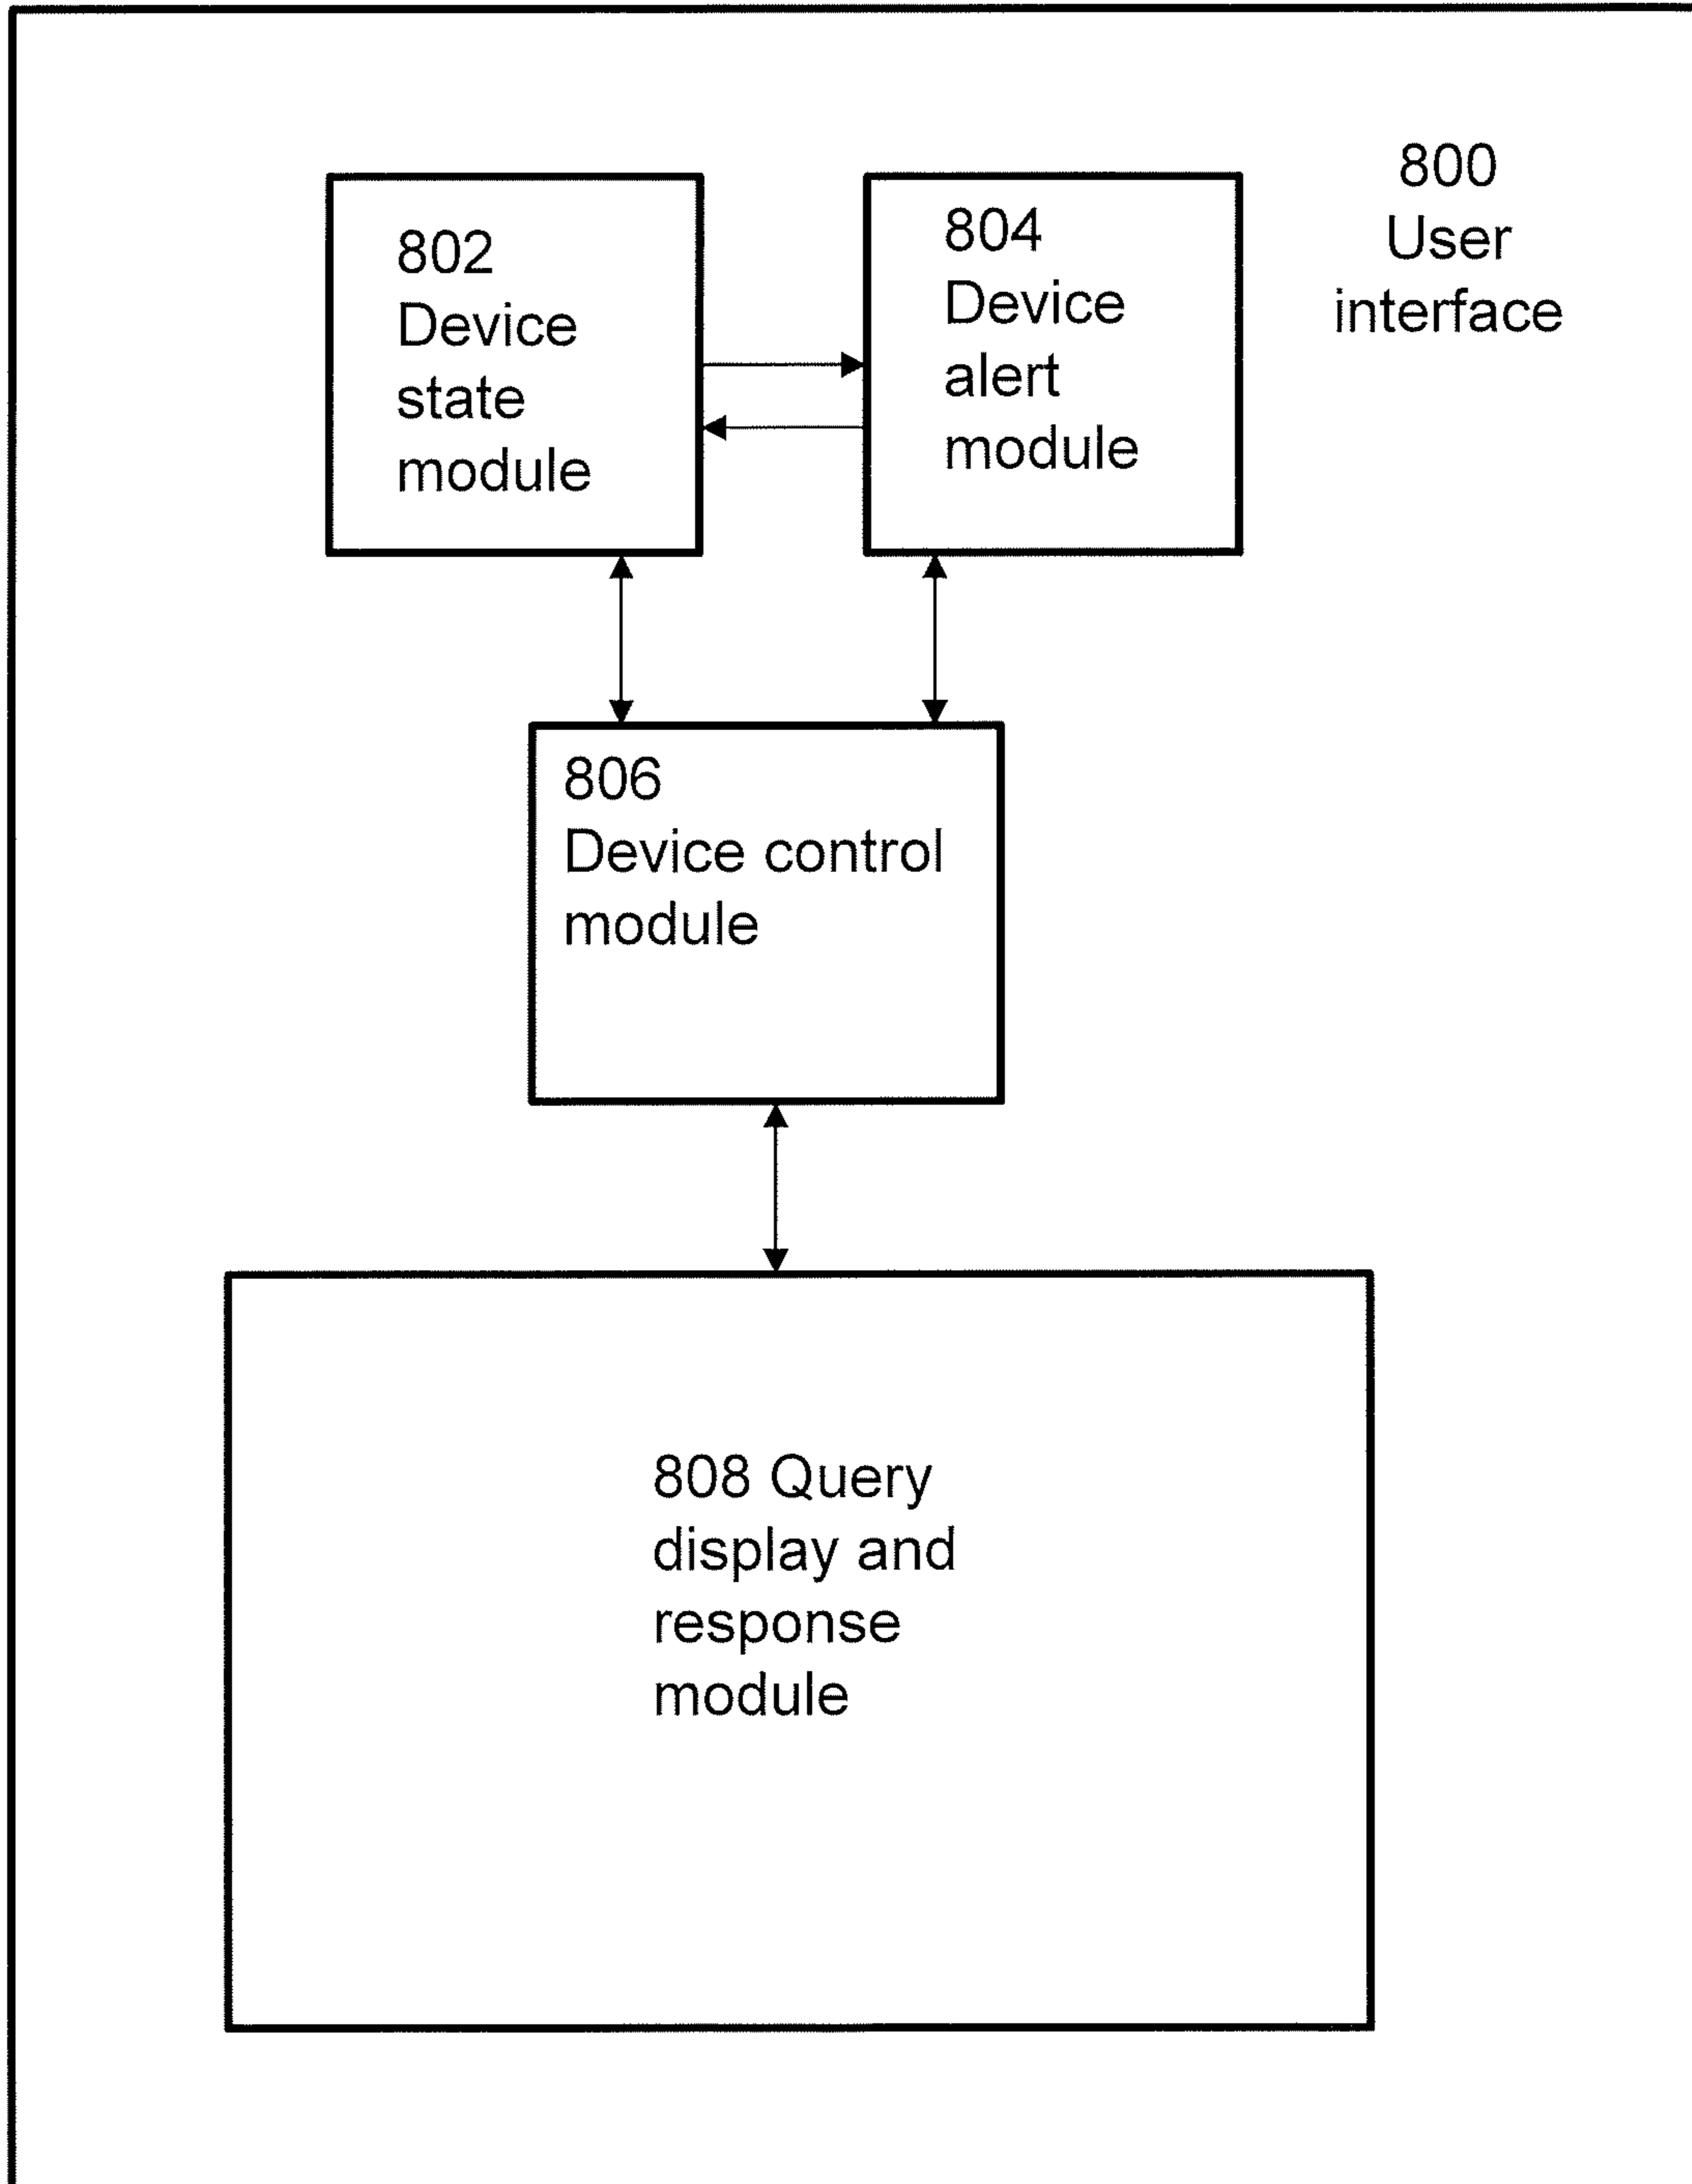 802
Device
state
module
804
Device
alert
module
800
User
interface
806
Device control
module
808 Query
display and
response
module